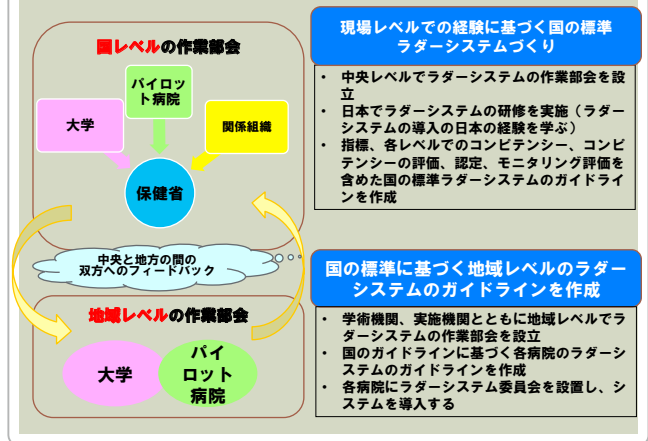 国レベルの作業部会
パイロッ
ト病院
大学
関係組織
保健省
中央と地方の間の
双方へのフィードバック
地域レベルの作業部会
大学
パイ
ロット
病院
現場レベルでの経験に基づく国の標準
ラダーシステムづくり
• 中央レベルでラダーシステムの作業部会を設
立
• 日本でラダーシステムの研修を実施（ラダー
システムの導入の日本の経験を学ぶ）
• 指標、各レベルでのコンピテンシー、コンピ
テンシーの評価、認定、モニタリング評価を
含めた国の標準ラダーシステムのガイドライ
ンを作成
国の標準に基づく地域レベルのラダー
システムのガイドラインを作成
• 学術機関、実施機関とともに地域レベルでラ
ダーシステムの作業部会を設立
• 国のガイドラインに基づく各病院のラダーシ
ステムのガイドラインを作成
• 各病院にラダーシステム委員会を設置し、シ
ステムを導入する